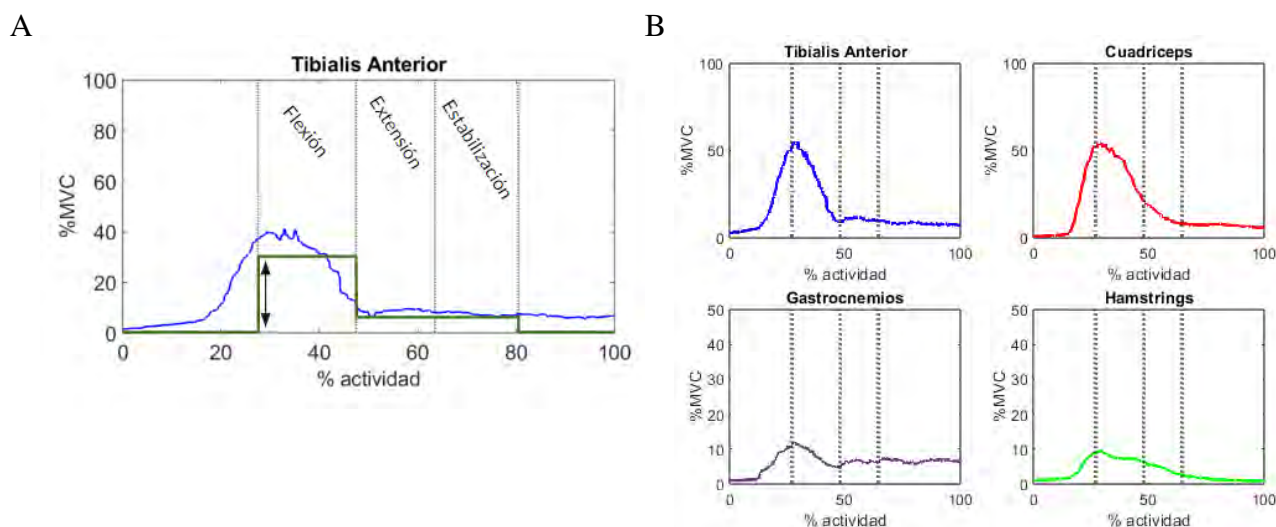 A
Tibialis Anterior
100
80
60
40
20
0
%MVC
Flexión
Extensión
Estabilización
0 20 40 60 80 100
% actividad
B
Tibialis Anterior
100
50
0
%MVC
0 50 100
% actividad
Cuadriceps
100
50
0
%MVC
0 50 100
% actividad
Gastrocnemios
50
40
30
20
10
0
%MVC
0 50 100
% actividad
Hamstrings
50
40
30
20
10
0
%MVC
0 50 100
% actividad